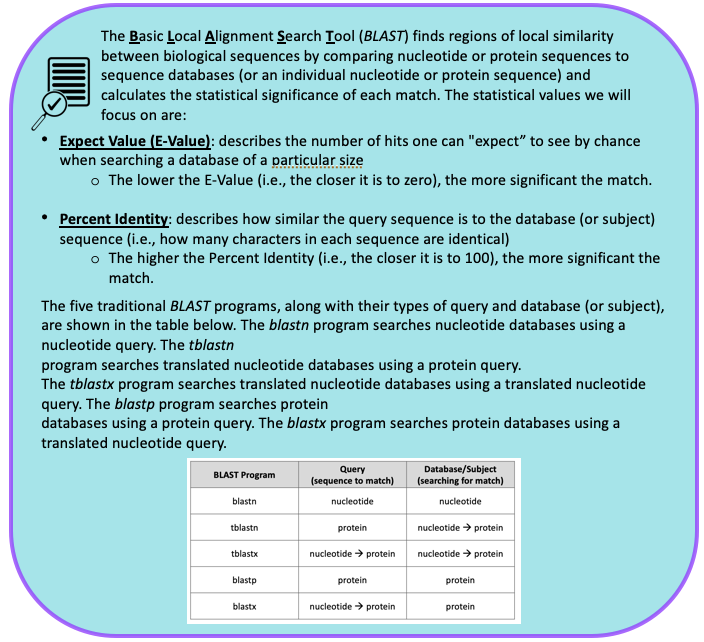 The Basic Local Alignment Search Tool (BLAST) finds regions of local similarity
between biological sequences by comparing nucleotide or protein sequences to
sequence databases (or an individual nucleotide or protein sequence) and
calculates the statistical significance of each match. The statistical values we will
focus on are:
• Expect Value (E-Value): describes the number of hits one can "expect” to see by chance
when searching a database of a particular size
o The lower the E-Value (i.e., the closer it is to zero), the more significant the match.
• Percent Identity: describes how similar the query sequence is to the database (or subject)
sequence (i.e., how many characters in each sequence are identical)
o The higher the Percent Identity (i.e., the closer it is to 100), the more significant the
match.
The five traditional BLAST programs, along with their types of query and database (or subject),
are shown in the table below. The blastn program searches nucleotide databases using a
nucleotide query. The tblastn
program searches translated nucleotide databases using a protein query.
The tblastx program searches translated nucleotide databases using a translated nucleotide
query. The blastp program searches protein
databases using a protein query. The blastx program searches protein databases using a
translated nucleotide query.
BLAST Program Query Database/Subject
(sequence to match) (searching for match)
blastn nucleotide nucleotide
tblastn protein nucleotide → protein
tblastx nucleotide → protein nucleotide → protein
blastp protein protein
blastx nucleotide → protein protein